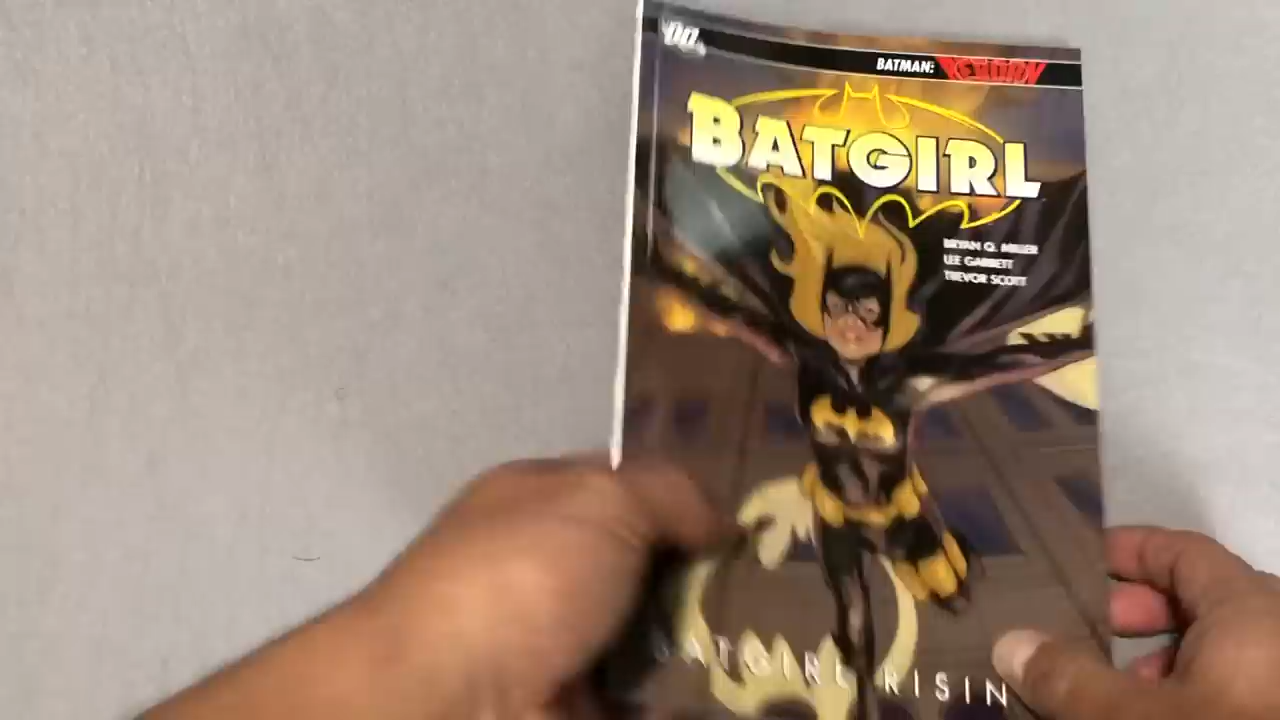 DC
BATMAN: REBORN
BATGIRL
BRYAN Q. MILLER
LEE GARBETT
TREVOR SCOTT
BATGIRL RISIN